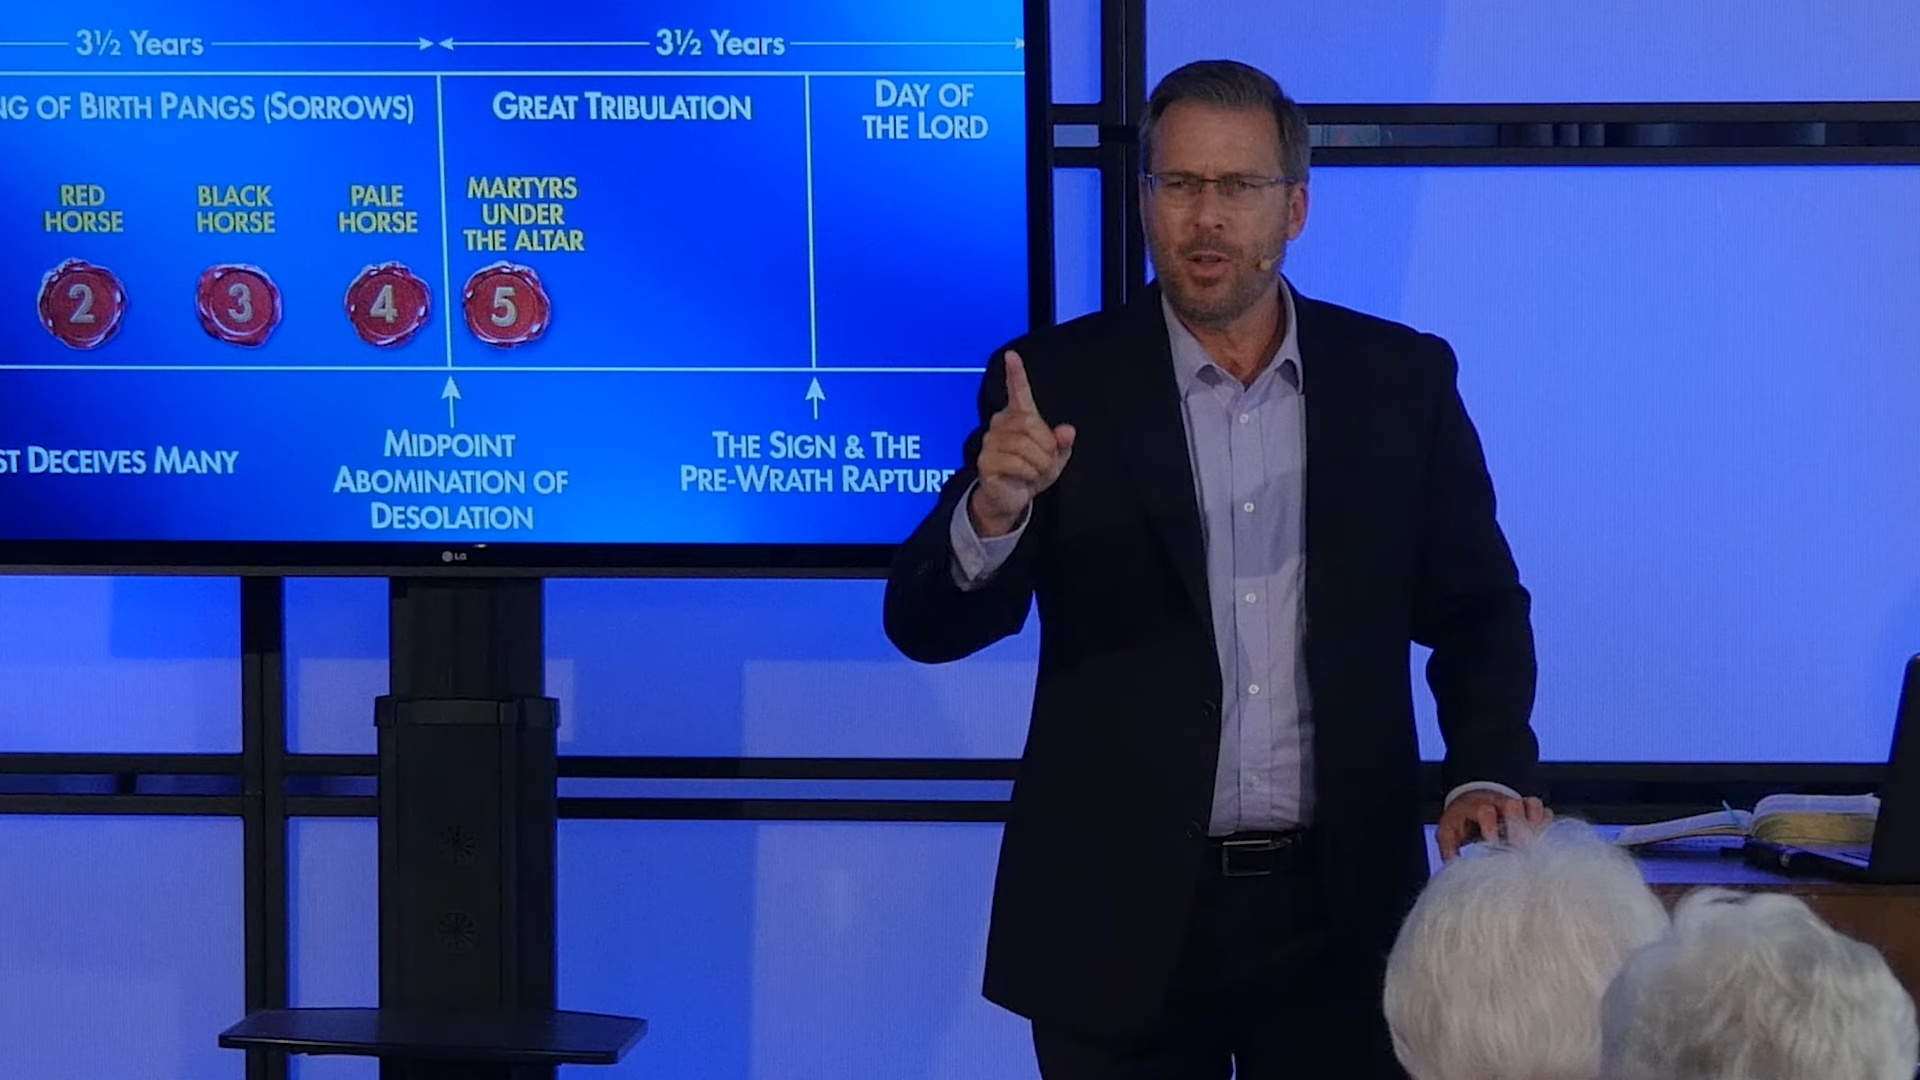 3½ Years 3½ Years
NG OF BIRTH PANGS (SORROWS)
GREAT TRIBULATION
DAY OF
THE LORD
RED
HORSE
BLACK
HORSE
PALE
HORSE
MARTYRS
UNDER
THE ALTAR
2 3 4 5
ST DECEIVES MANY
MIDPOINT
ABOMINATION OF
DESOLATION
THE SIGN & THE
PRE-WRATH RAPTURE
LG